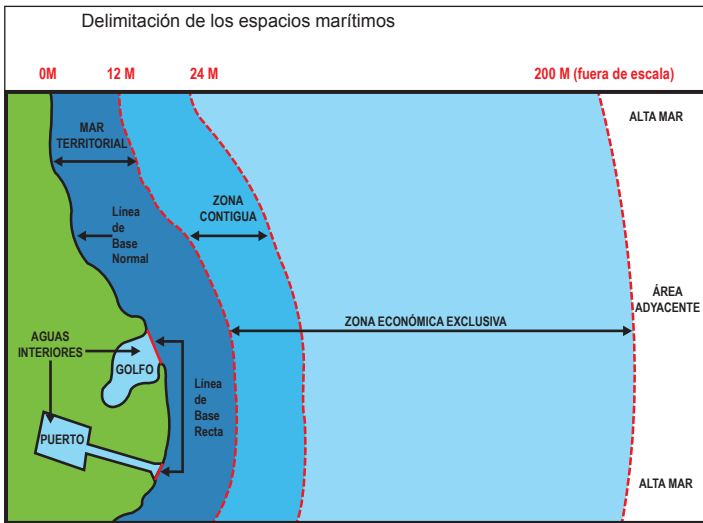 Delimitación de los espacios marítimos
0M
12 M
24 M
200 M (fuera de escala)
ALTA MAR
MAR
TERRITORIAL
Línea
de
Base
Normal
ZONA
CONTIGUA
ÁREA
ADYACENTE
ZONA ECONÓMICA EXCLUSIVA
AGUAS
INTERIORES
GOLFO
Línea
de
Base
Recta
PUERTO
ALTA MAR